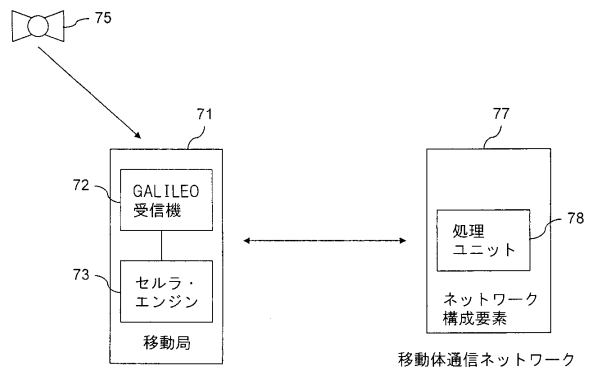 75
71
77
72
GALILEO
受信機
73
セルラ・
エンジン
移動局
78
処理
ユニット
ネットワーク
構成要素
移動体通信ネットワーク